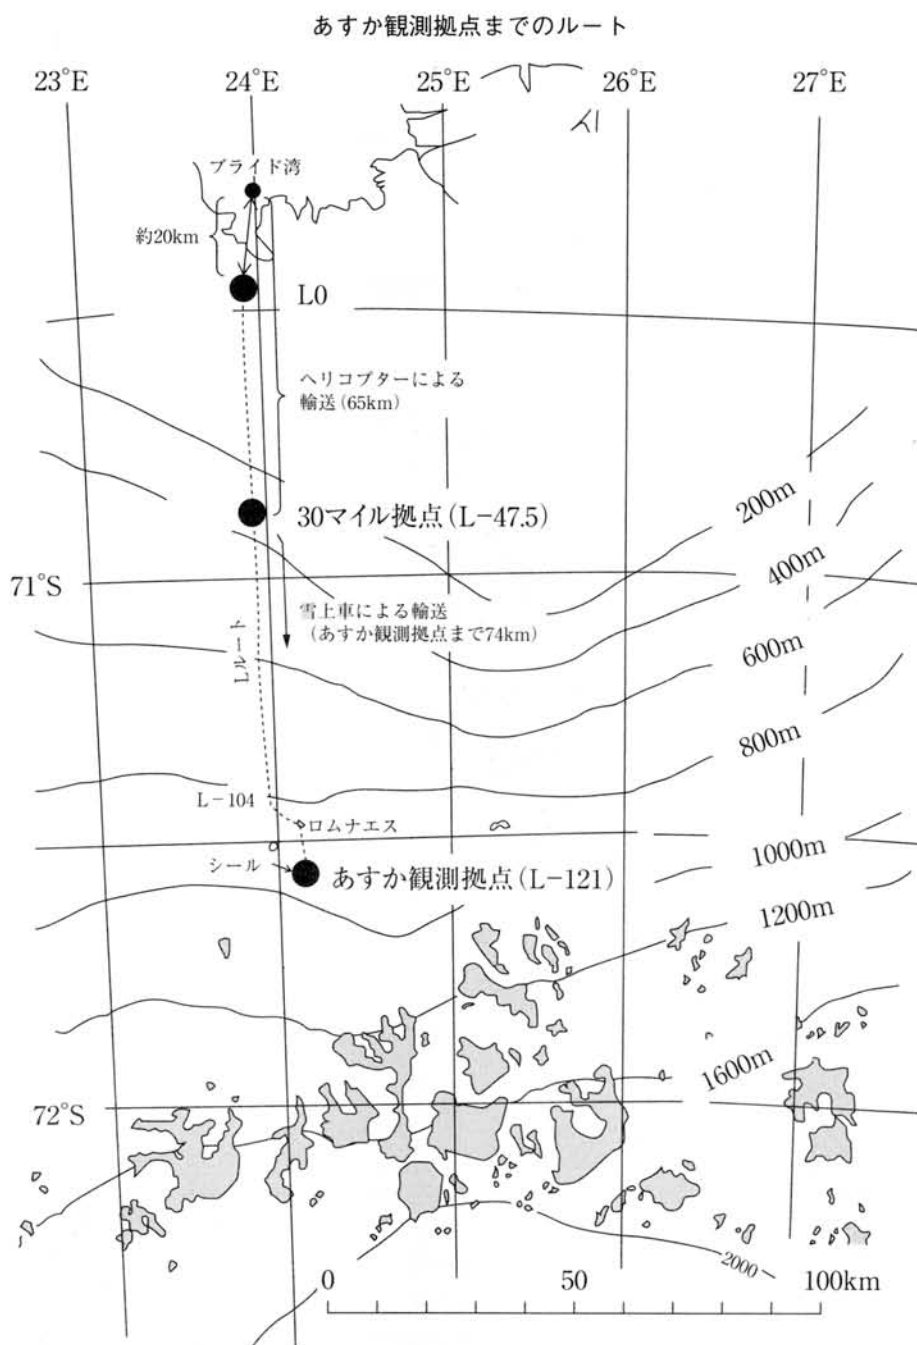 あすか観測拠点までのルート
23°E
24°E
25°E
26°E
27°E
ブライド湾
約20km
L0
ヘリコプターによる
輸送(65km)
30マイル拠点(L-47.5)
200m
400m
71°S
雪上車による輸送
(あすか観測拠点まで74km)
Lルート
600m
800m
L-104
ロムナエス
シール
あすか観測拠点(L-121)
1000m
1200m
1600m
72°S
2000
0
50
100km